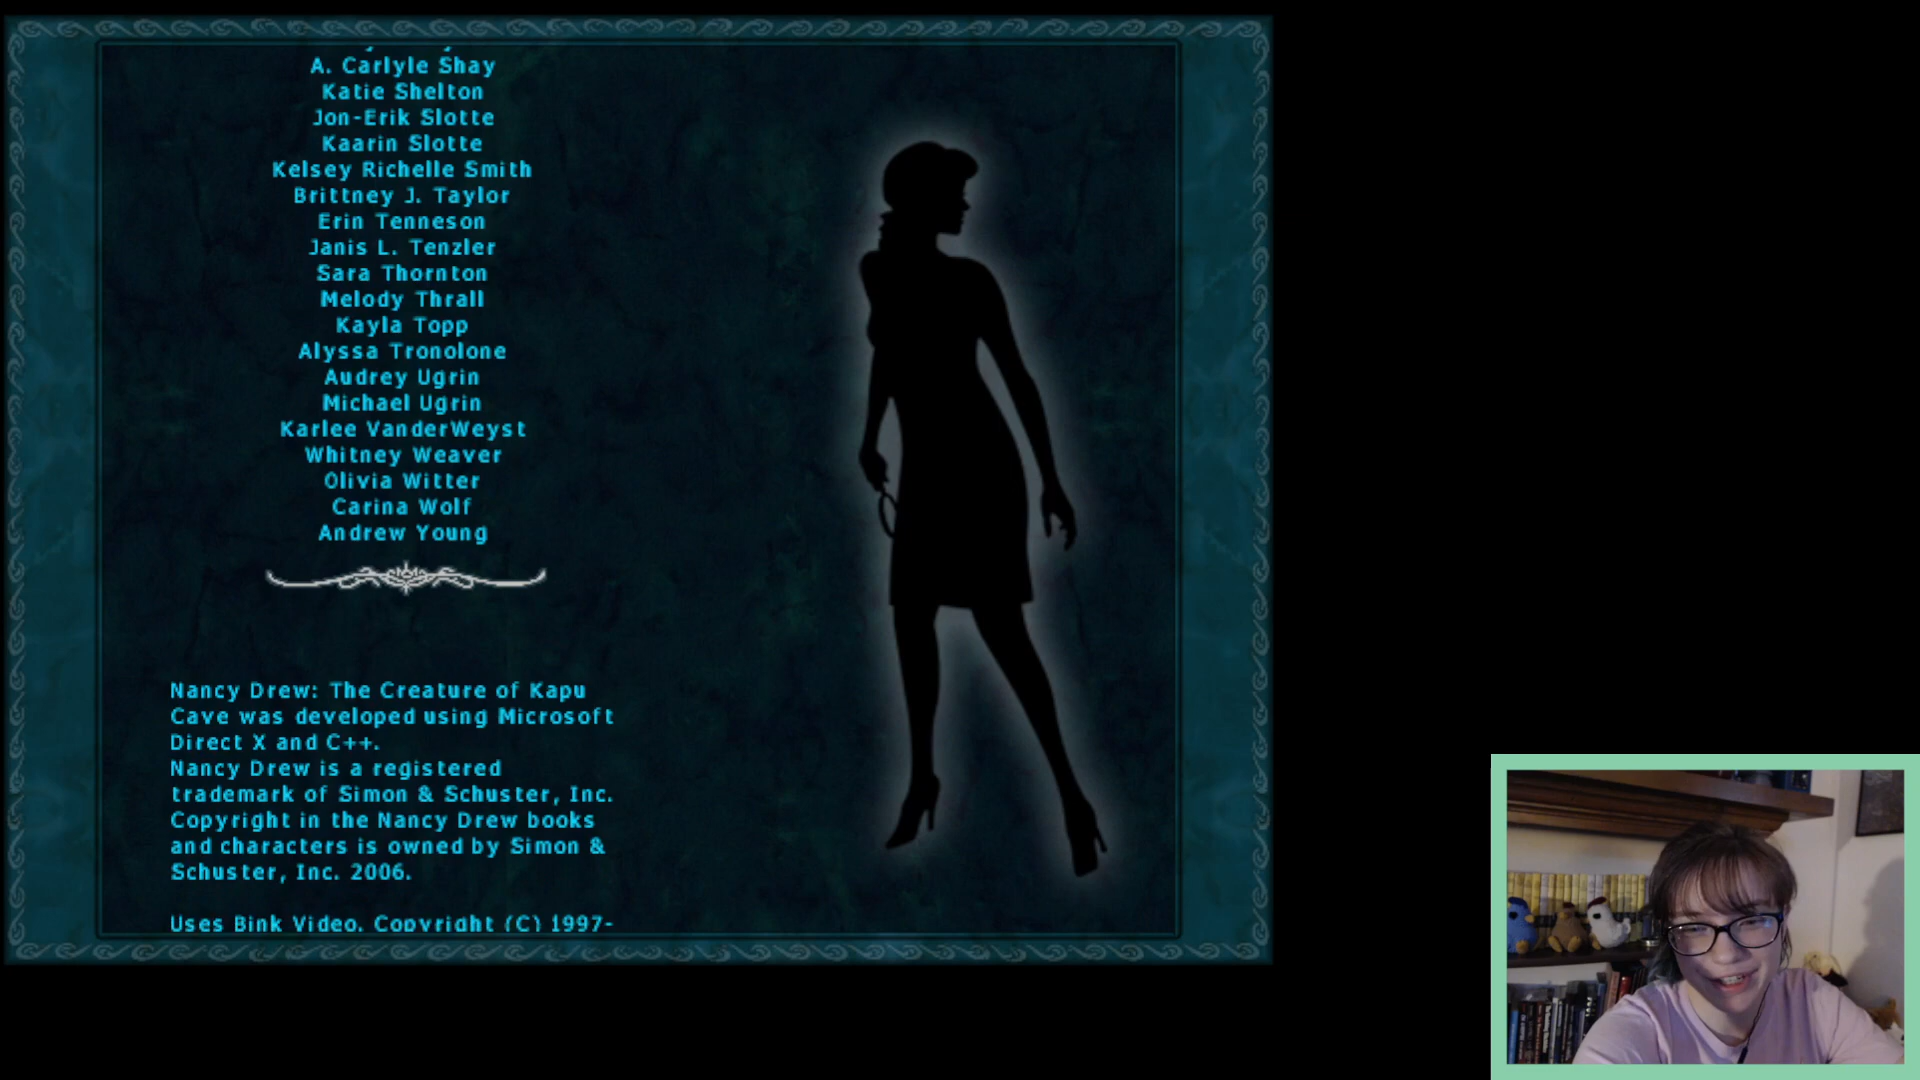 A. Carlyle Shay
Katie Shelton
Jon-Erik Slotte
Kaarin Slotte
Kelsey Richelle Smith
Brittney J. Taylor
Erin Tenneson
Janis L. Tenzler
Sara Thornton
Melody Thrall
Kayla Topp
Alyssa Tronolone
Audrey Ugrin
Michael Ugrin
Karlee VanderWeyst
Whitney Weaver
Olivia Witter
Carina Wolf
Andrew Young
Nancy Drew: The Creature of Kapu
Cave was developed using Microsoft
Direct X and C++.
Nancy Drew is a registered
trademark of Simon & Schuster, Inc.
Copyright in the Nancy Drew books
and characters is owned by Simon &
Schuster, Inc. 2006.
Uses Bink Video. Copyright (C) 1997-